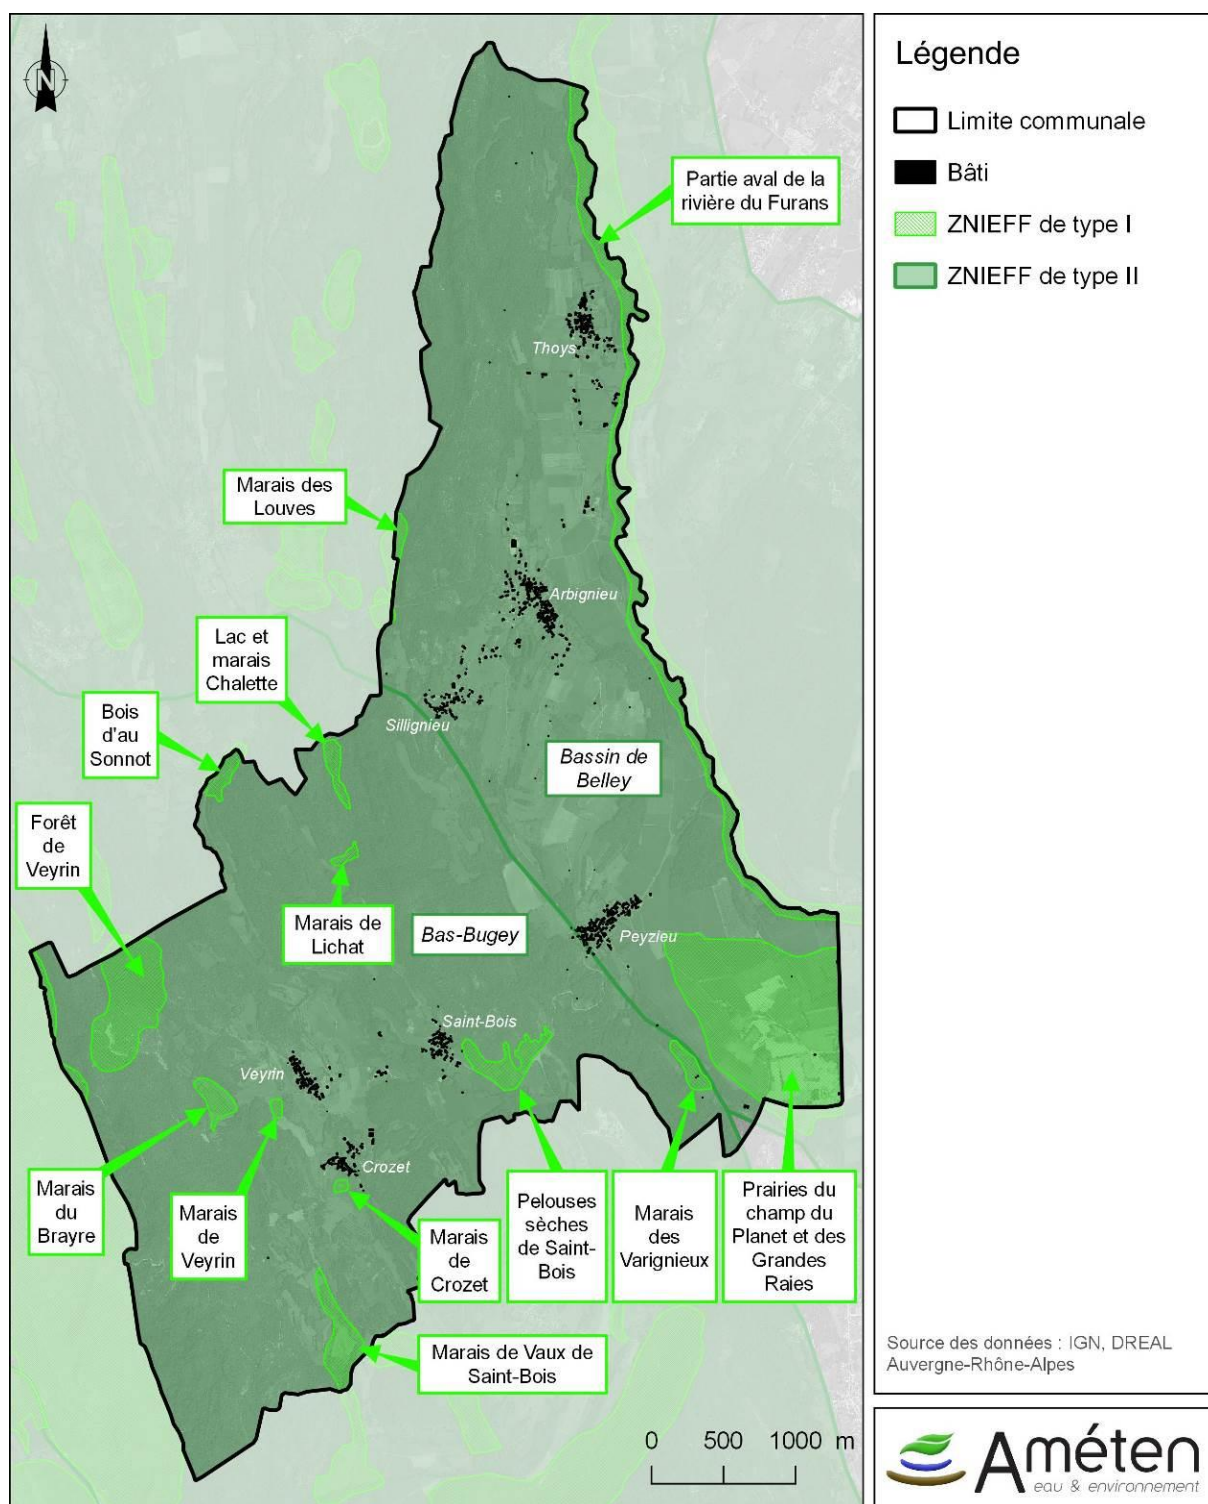 N
Partie aval de la
rivière du Furans
Thoys
Marais des
Louves
Arbignieu
Lac et
marais
Chalette
Bois
d'au
Sonnot
Sillignieu
Bassin de
Belley
Forêt
de
Veyrin
Marais de
Lichat
Bas-Bugey
Peyzieu
Saint-Bois
Veyrin
Crozet
Marais
du
Brayre
Marais
de
Veyrin
Marais
de
Crozet
Pelouses
sèches
de Saint-
Bois
Marais
des
Varignieux
Prairies du
champ du
Planet et des
Grandes
Raies
Marais de Vaux de
Saint-Bois
0 500 1000 m
Légende
Limite communale
Bâti
ZNIEFF de type I
ZNIEFF de type II
Source des données : IGN, DREAL
Auvergne-Rhône-Alpes
Améten
eau & environnement